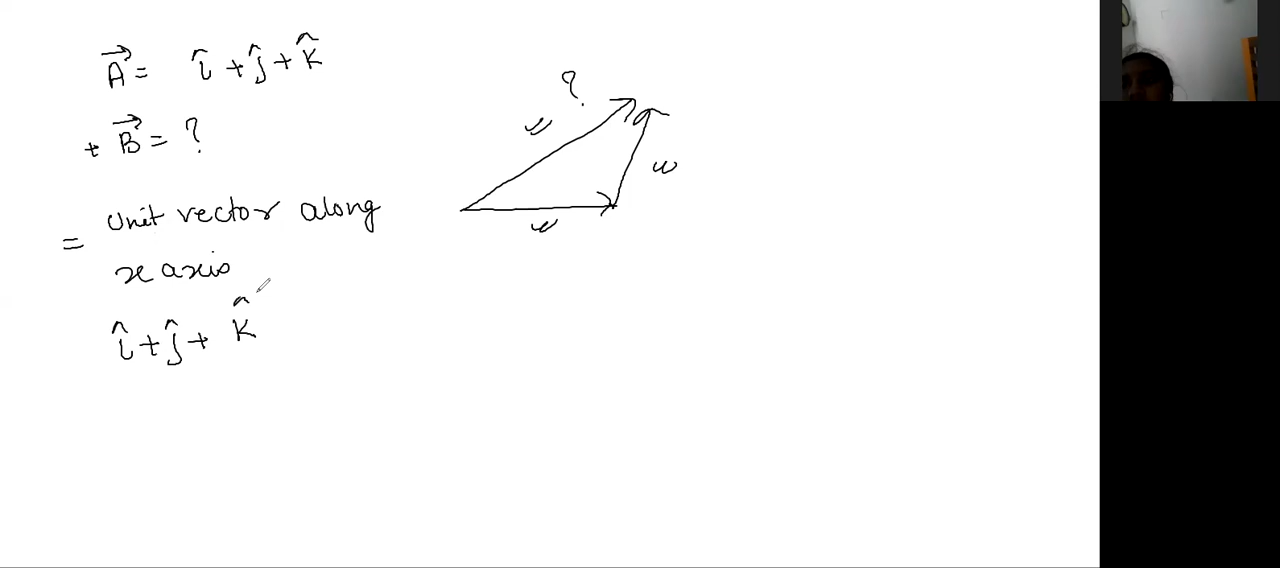 A⃗ = î + ĵ + k̂
+ B⃗ = ?
= unit vector along
x axis
î + ĵ + k̂
?